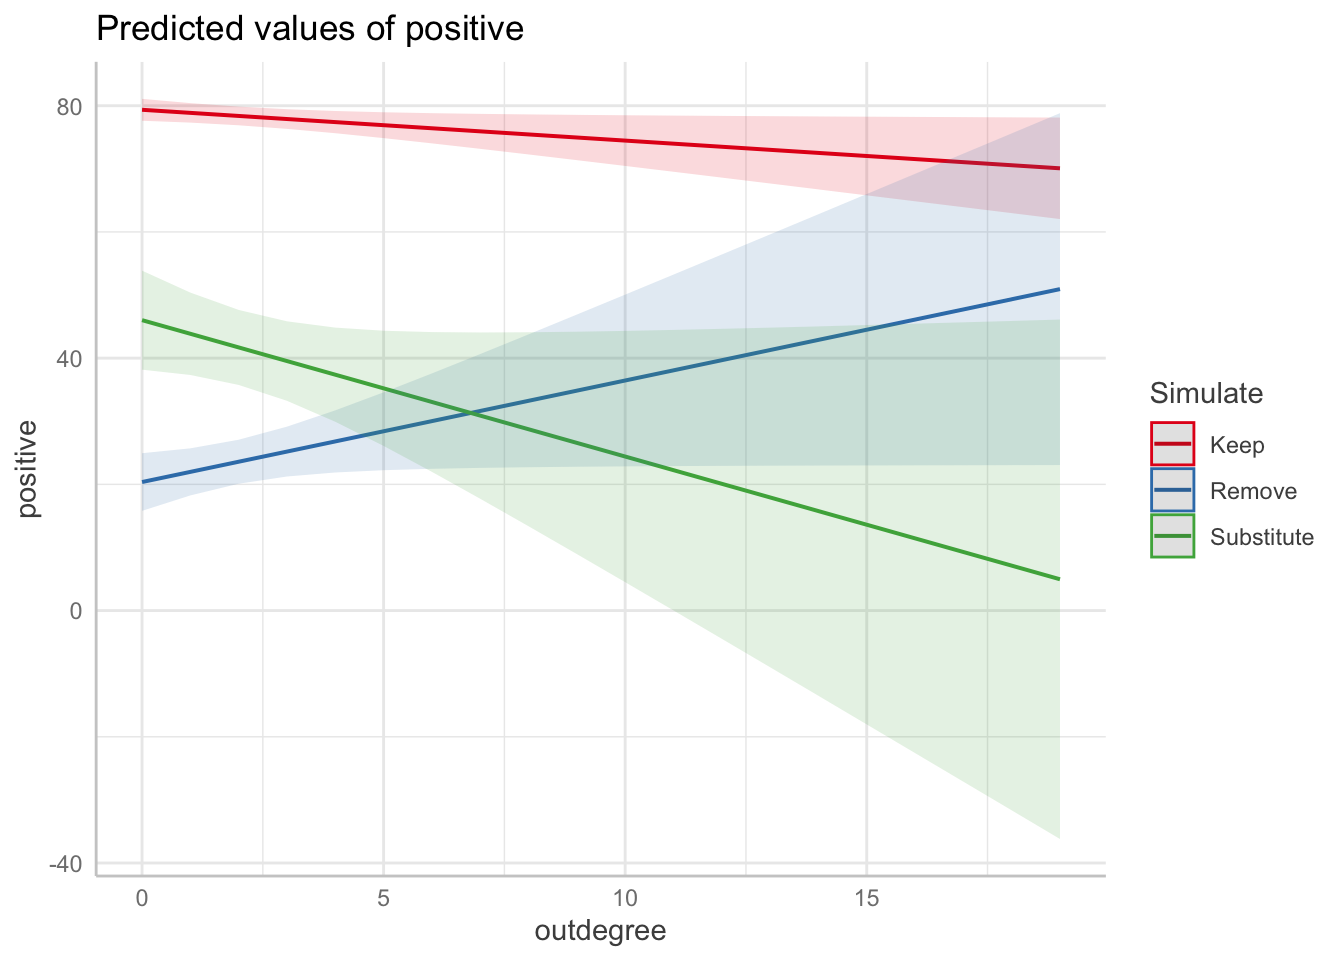 Predicted values of positive
80
40
0
-40
positive
0 5 10 15
outdegree
Simulate
Keep
Remove
Substitute